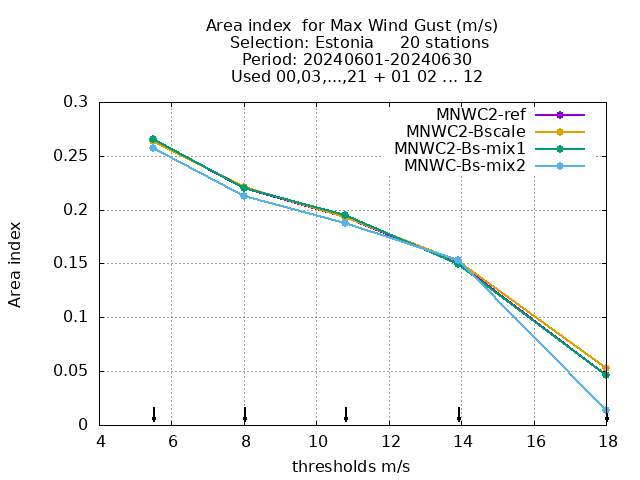 Area index  for Max Wind Gust (m/s)
Selection: Estonia     20 stations
Period: 20240601-20240630
Used 00,03,...,21 + 01 02 ... 12
0.3
MNWC2-ref
MNWC2-Bscale
MNWC2-Bs-mix1
MNWC-Bs-mix2
0.25
0.2
0.15
0.1
0.05
0
Area index
4 6 8 10 12 14 16 18
thresholds m/s